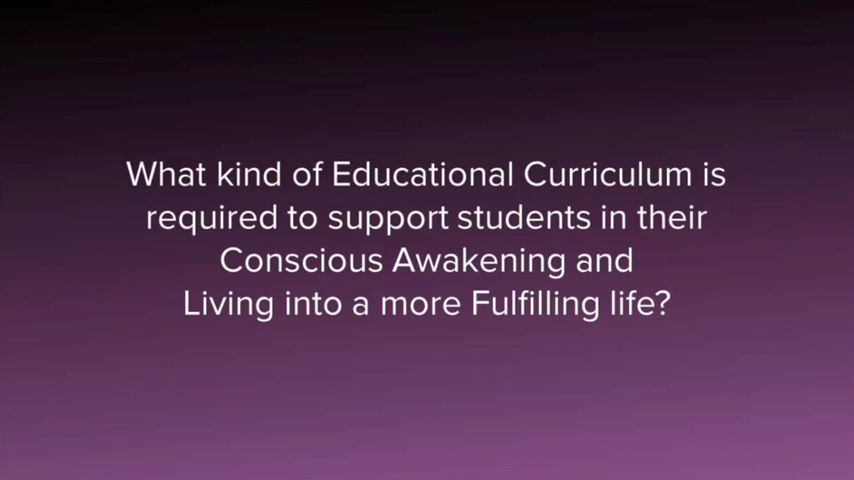 What kind of Educational Curriculum is
required to support students in their
Conscious Awakening and
Living into a more Fulfilling life?